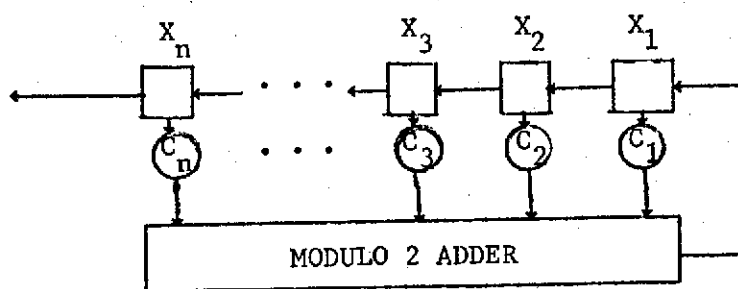 X_n . . . X_3 X_2 X_1
C_n . . . C_3 C_2 C_1
MODULO 2 ADDER